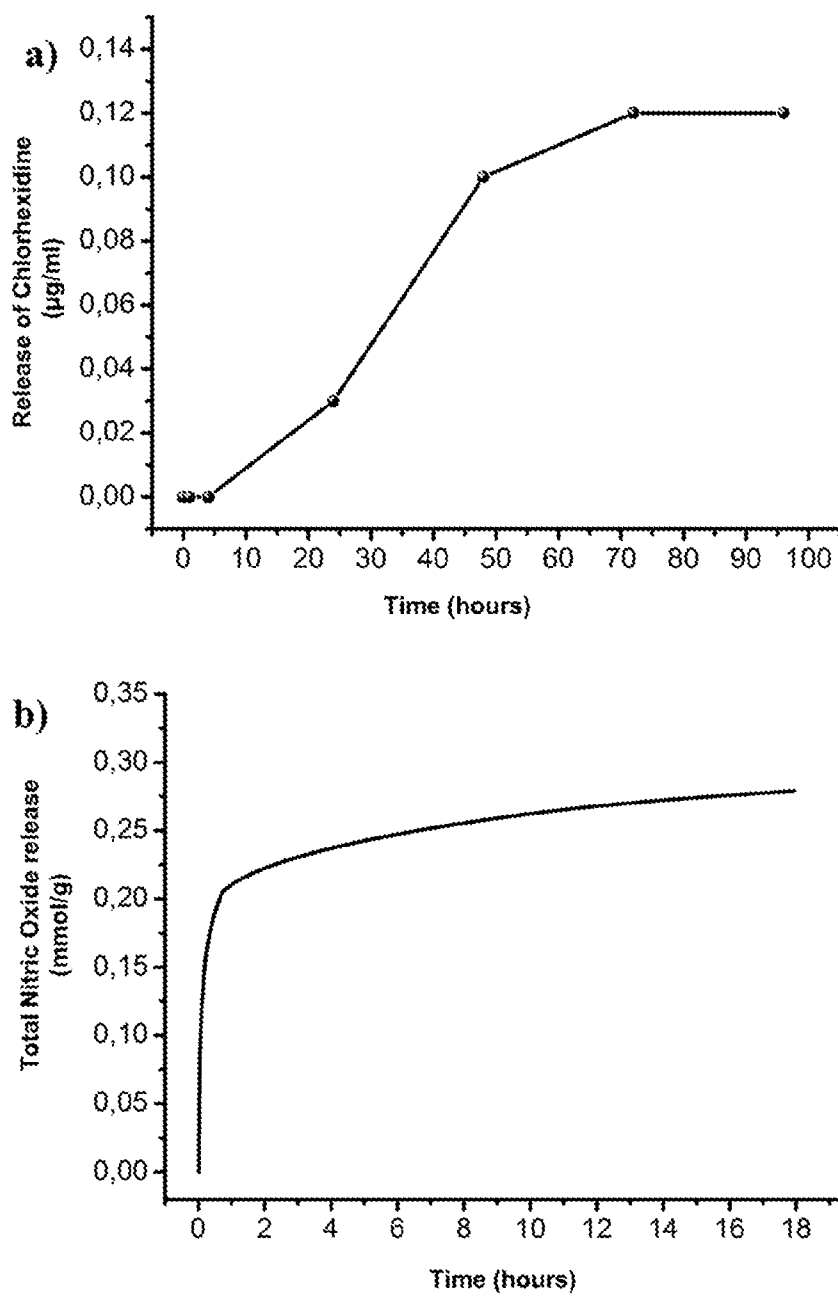 a)
Release of Chlorhexidine
(µg/ml)
0,14
0,12
0,10
0,08
0,06
0,04
0,02
0,00
0 10 20 30 40 50 60 70 80 90 100
Time (hours)
b)
Total Nitric Oxide release
(mmol/g)
0,35
0,30
0,25
0,20
0,15
0,10
0,05
0,00
0 2 4 6 8 10 12 14 16 18
Time (hours)